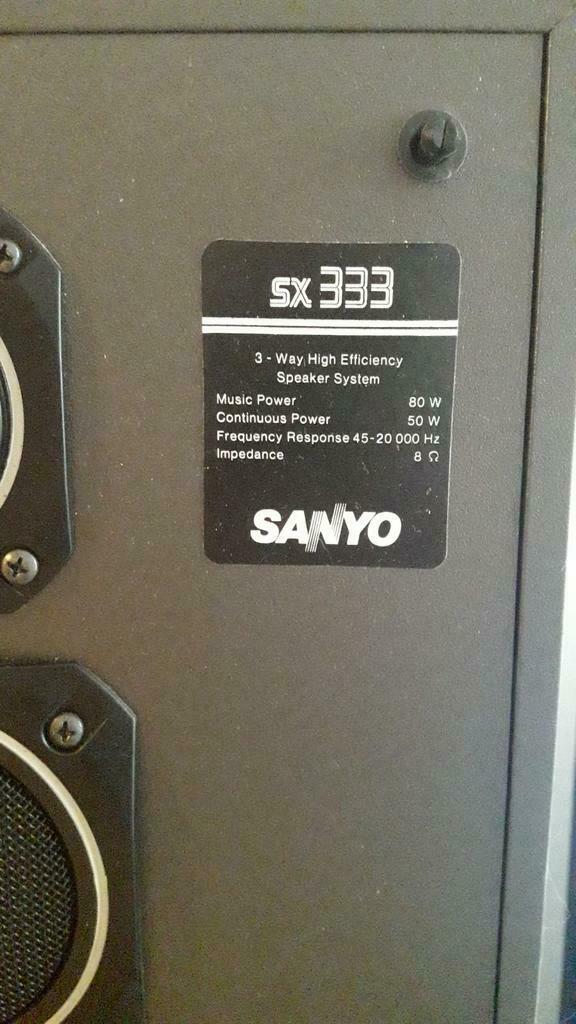 SX 333
3 - Way High Efficiency
Speaker System
Music Power 80 W
Continuous Power 50 W
Frequency Response 45-20 000 Hz
Impedance 8 Ω
SANYO